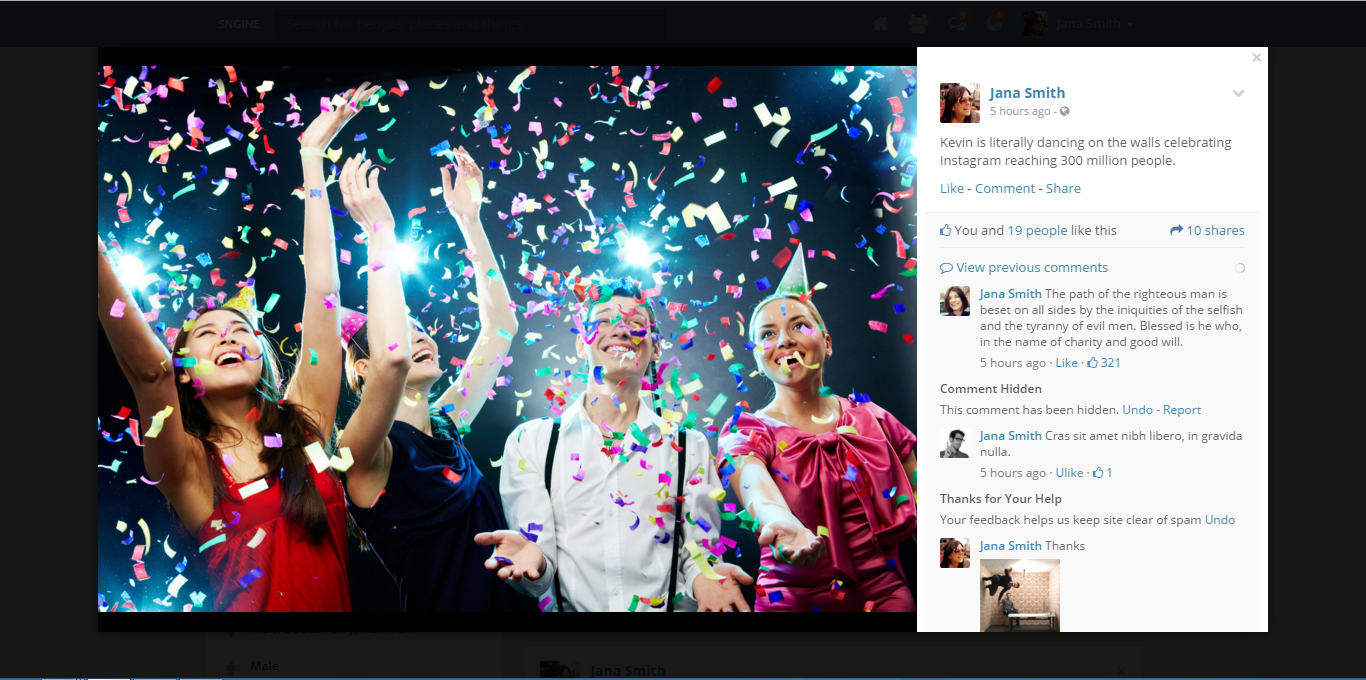 SNGINE
Search for people, places and things
Jana Smith
Jana Smith
5 hours ago -
Kevin is literally dancing on the walls celebrating
Instagram reaching 300 million people.
Like - Comment - Share
You and 19 people like this
10 shares
View previous comments
Jana Smith The path of the righteous man is
beset on all sides by the iniquities of the selfish
and the tyranny of evil men. Blessed is he who,
in the name of charity and good will.
5 hours ago · Like · 321
Comment Hidden
This comment has been hidden. Undo - Report
Jana Smith Cras sit amet nibh libero, in gravida
nulla.
5 hours ago · Ulike · 1
Thanks for Your Help
Your feedback helps us keep site clear of spam Undo
Jana Smith Thanks
Male
Jana Smith